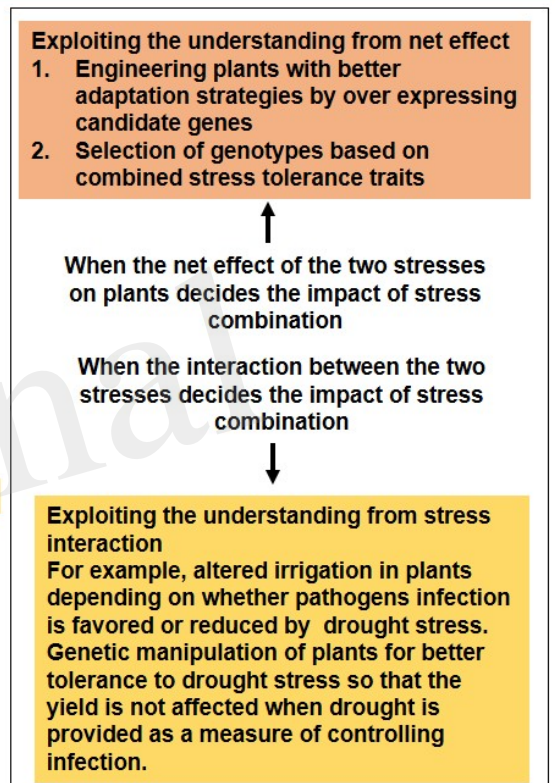 Exploiting the understanding from net effect
1. Engineering plants with better
adaptation strategies by over expressing
candidate genes
2. Selection of genotypes based on
combined stress tolerance traits
When the net effect of the two stresses
on plants decides the impact of stress
combination
When the interaction between the two
stresses decides the impact of stress
combination
Exploiting the understanding from stress
interaction
For example, altered irrigation in plants
depending on whether pathogens infection
is favored or reduced by drought stress.
Genetic manipulation of plants for better
tolerance to drought stress so that the
yield is not affected when drought is
provided as a measure of controlling
infection.